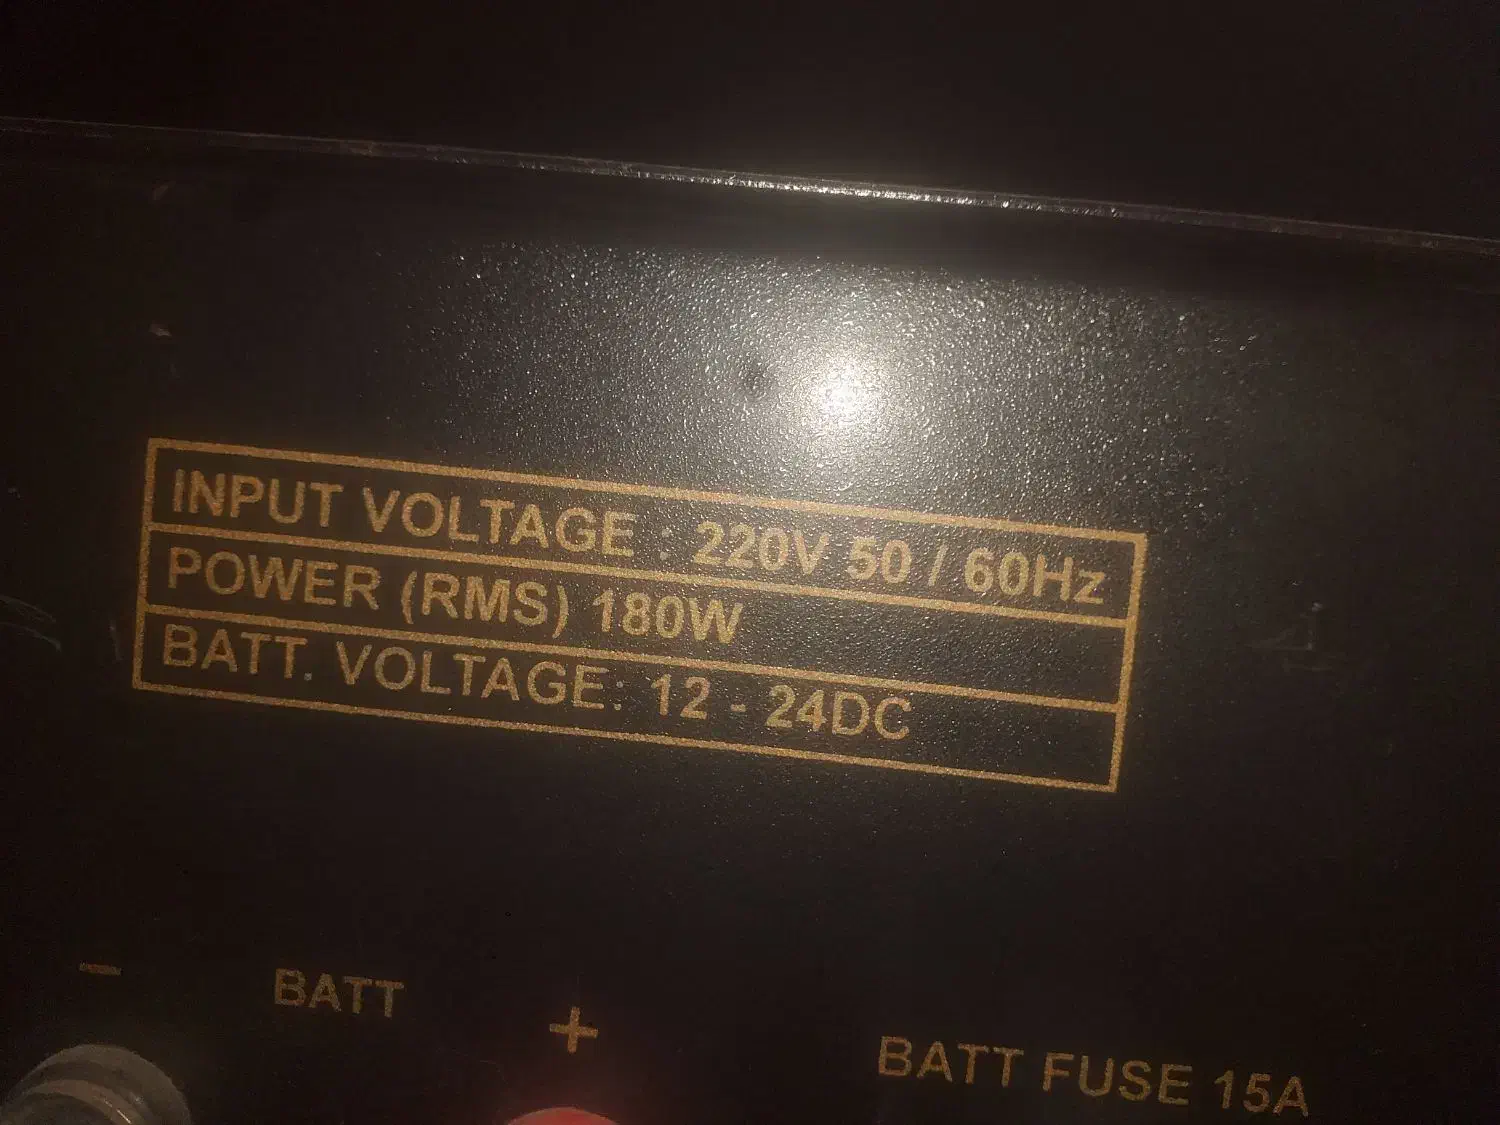 INPUT VOLTAGE : 220V 50 / 60Hz
POWER (RMS) 180W
BATT. VOLTAGE: 12 - 24DC
- BATT +
BATT FUSE 15A